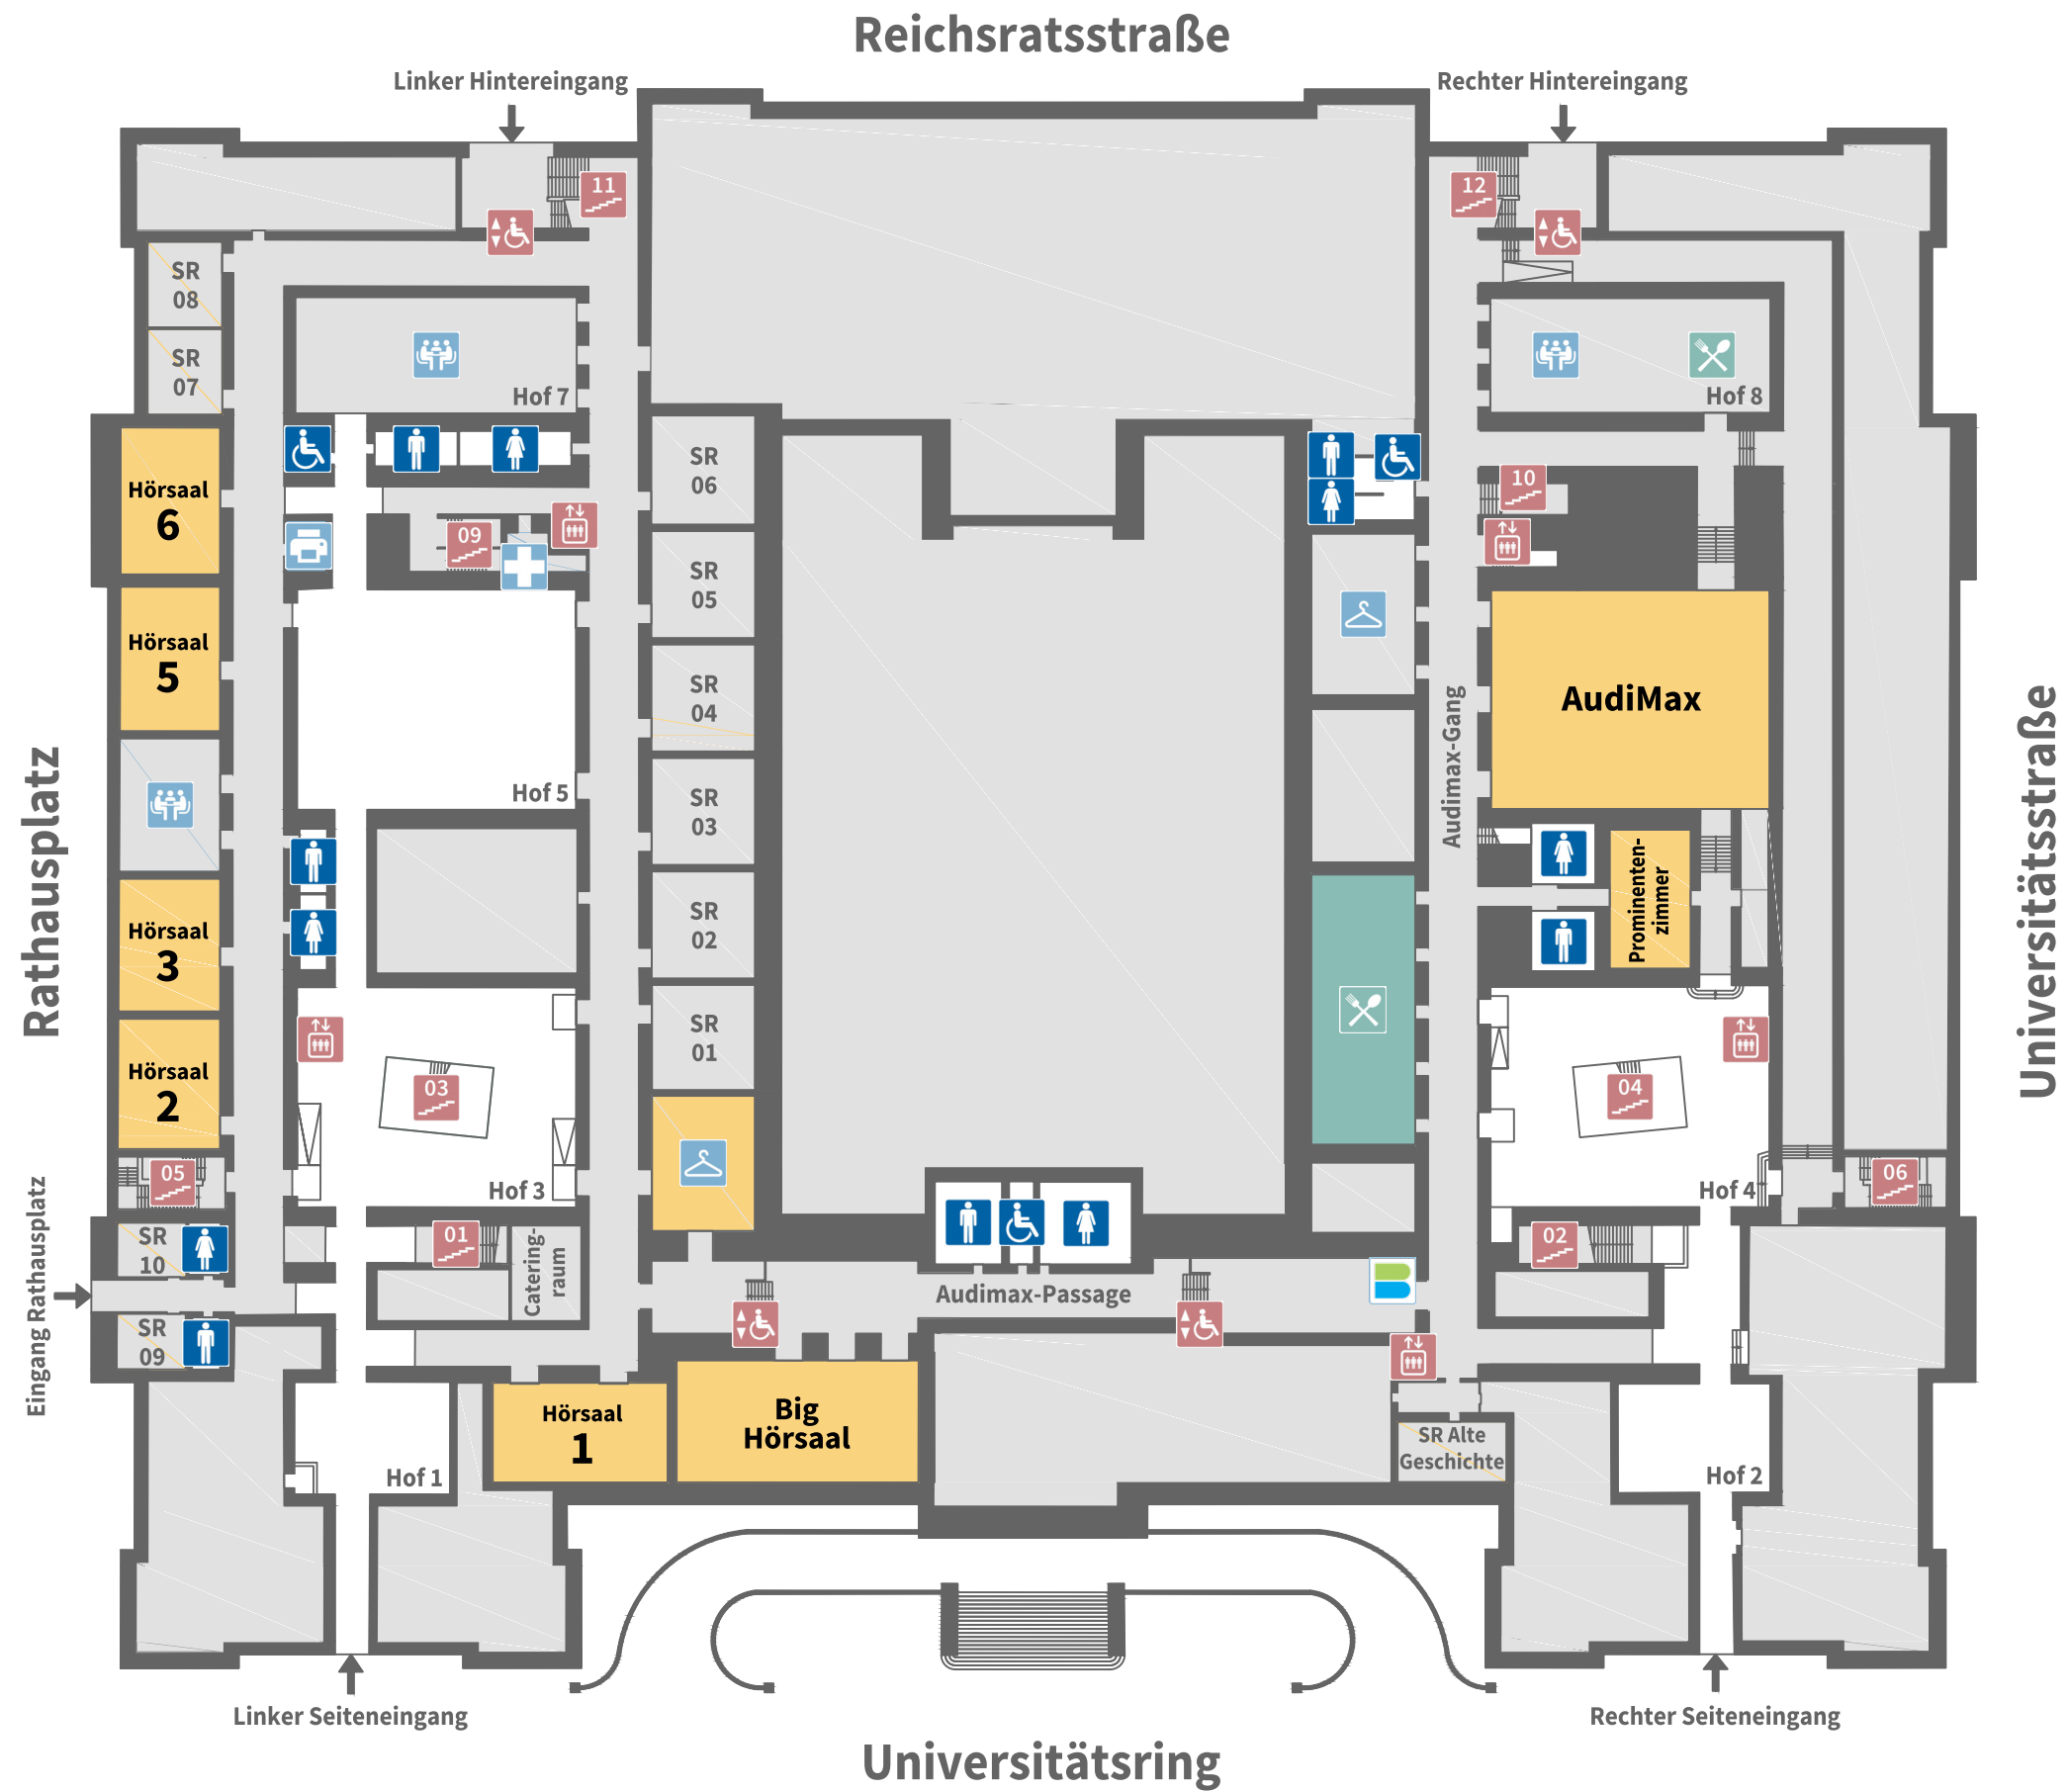 Reichsratsstraße
Linker Hintereingang
Rechter Hintereingang
11
12
SR
08
SR
07
Hof 7
Hof 8
Hörsaal
6
SR
06
10
09
Hörsaal
5
SR
05
SR
04
AudiMax
Audimax-Gang
Hof 5
SR
03
Rathausplatz
Universitätsstraße
Hörsaal
3
SR
02
Prominenten-
zimmer
SR
01
Hörsaal
2
03
04
05
Hof 3
Hof 4
06
Eingang Rathausplatz
SR
10
01
Catering-
raum
02
Audimax-Passage
SR
09
Hörsaal
1
Big
Hörsaal
SR Alte
Geschichte
Hof 1
Hof 2
Linker Seiteneingang
Rechter Seiteneingang
Universitätsring